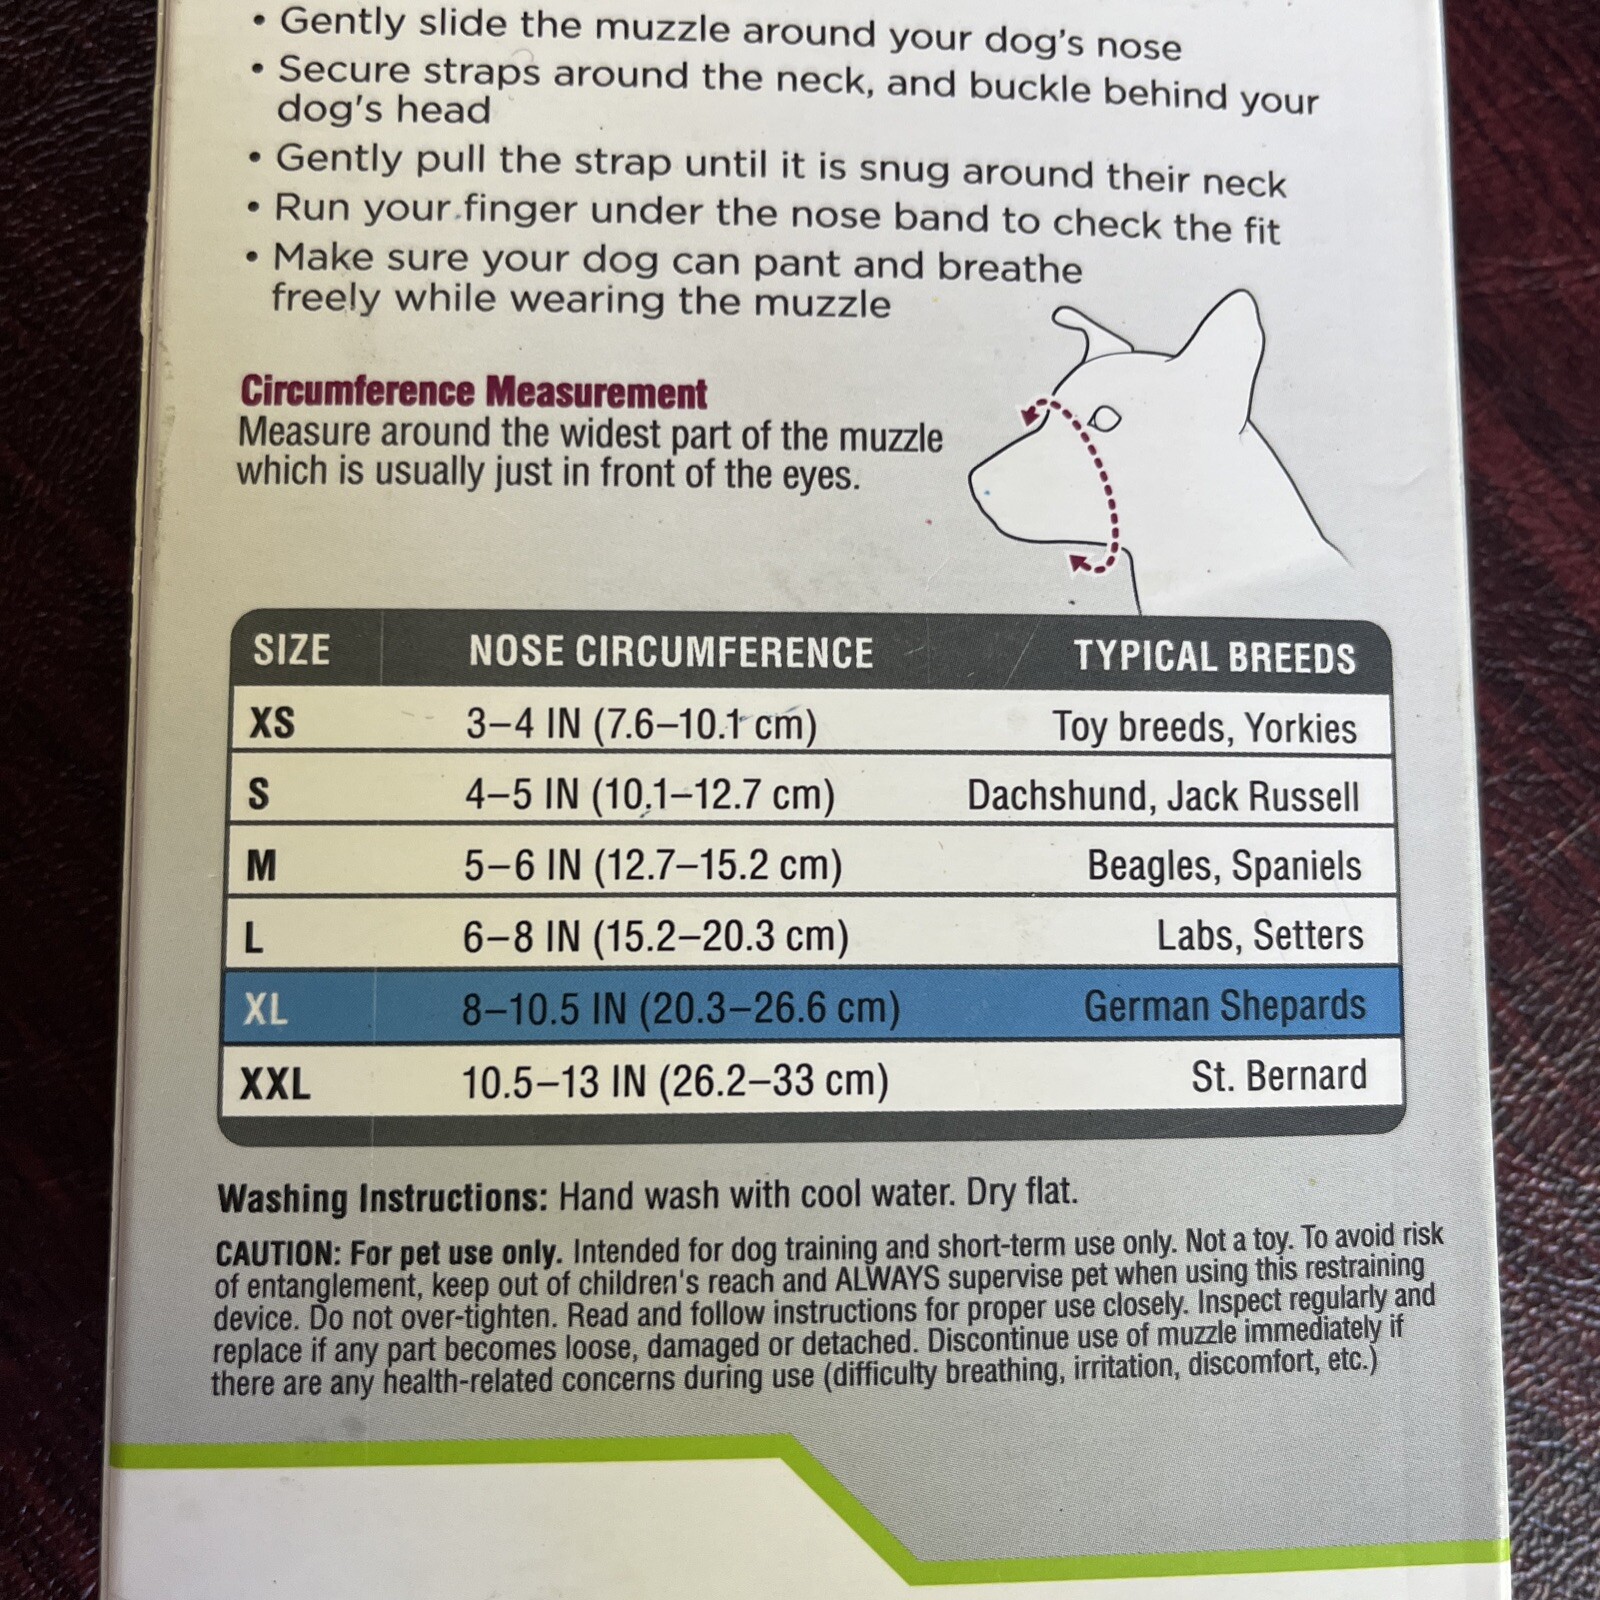 • Gently slide the muzzle around your dog's nose
• Secure straps around the neck, and buckle behind your
dog's head
• Gently pull the strap until it is snug around their neck
• Run your finger under the nose band to check the fit
• Make sure your dog can pant and breathe
freely while wearing the muzzle
Circumference Measurement
Measure around the widest part of the muzzle
which is usually just in front of the eyes.
SIZE NOSE CIRCUMFERENCE TYPICAL BREEDS
XS 3–4 IN (7.6–10.1 cm) Toy breeds, Yorkies
S 4–5 IN (10.1–12.7 cm) Dachshund, Jack Russell
M 5–6 IN (12.7–15.2 cm) Beagles, Spaniels
L 6–8 IN (15.2–20.3 cm) Labs, Setters
XL 8–10.5 IN (20.3–26.6 cm) German Shepards
XXL 10.5–13 IN (26.2–33 cm) St. Bernard
Washing Instructions: Hand wash with cool water. Dry flat.
CAUTION: For pet use only. Intended for dog training and short-term use only. Not a toy. To avoid risk
of entanglement, keep out of children's reach and ALWAYS supervise pet when using this restraining
device. Do not over-tighten. Read and follow instructions for proper use closely. Inspect regularly and
replace if any part becomes loose, damaged or detached. Discontinue use of muzzle immediately if
there are any health-related concerns during use (difficulty breathing, irritation, discomfort, etc.)